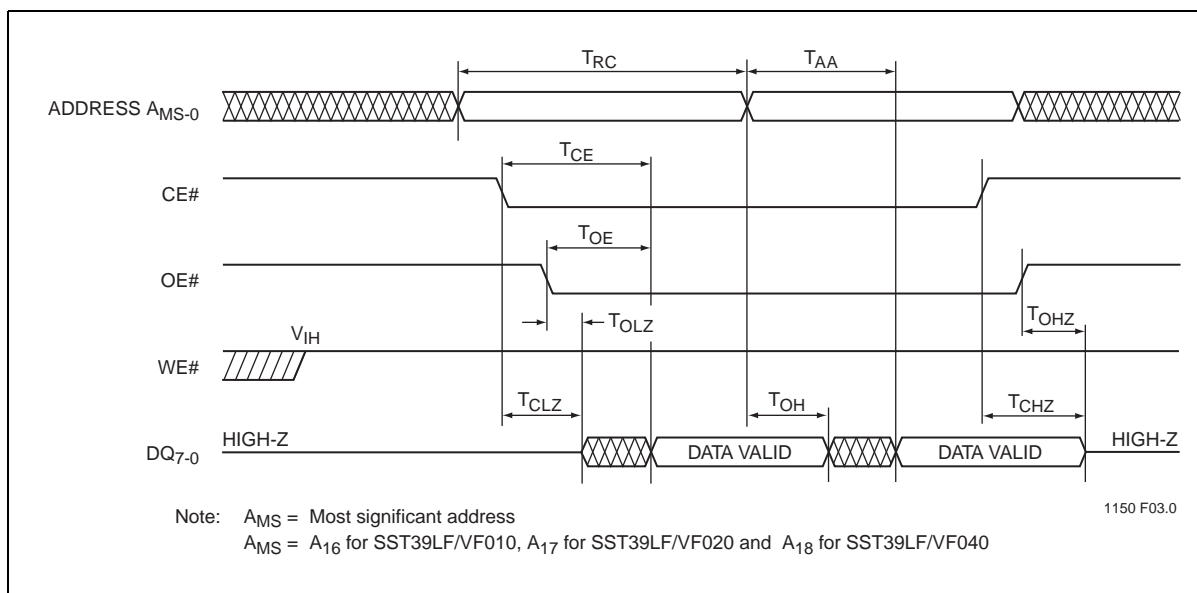 TRC TAA
ADDRESS AMS-0
TCE
CE#
TOE
OE#
TOLZ TOHZ
VIH
WE#
TCLZ TOH TCHZ
HIGH-Z HIGH-Z
DQ7-0 DATA VALID DATA VALID
1150 F03.0
Note: AMS = Most significant address
AMS = A16 for SST39LF/VF010, A17 for SST39LF/VF020 and A18 for SST39LF/VF040